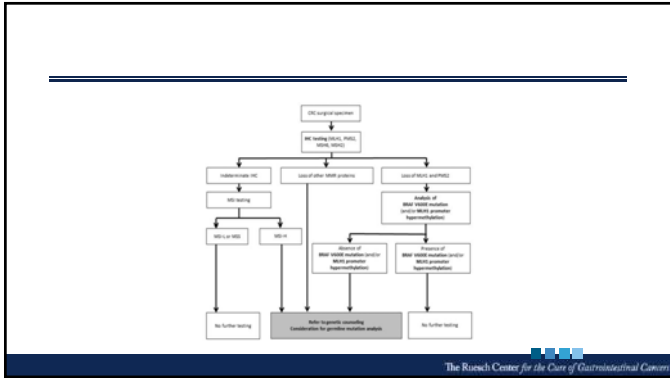 CRC surgical specimen
IHC testing (MLH1, PMS2,
MSH6, MSH2)
Indeterminate IHC
Loss of other MMR proteins
Loss of MLH1 and PMS2
MSI testing
Analysis of
BRAF V600E mutation
(and/or MLH1 promoter
hypermethylation)
MSI-L or MSS
MSI-H
Absence of
BRAF V600E mutation (and/or
MLH1 promoter
hypermethylation)
Presence of
BRAF V600E mutation (and/or
MLH1 promoter
hypermethylation)
No further testing
Refer to genetic counseling
Consideration for germline mutation analysis
No further testing
The Ruesch Center for the Cure of Gastrointestinal Cancers